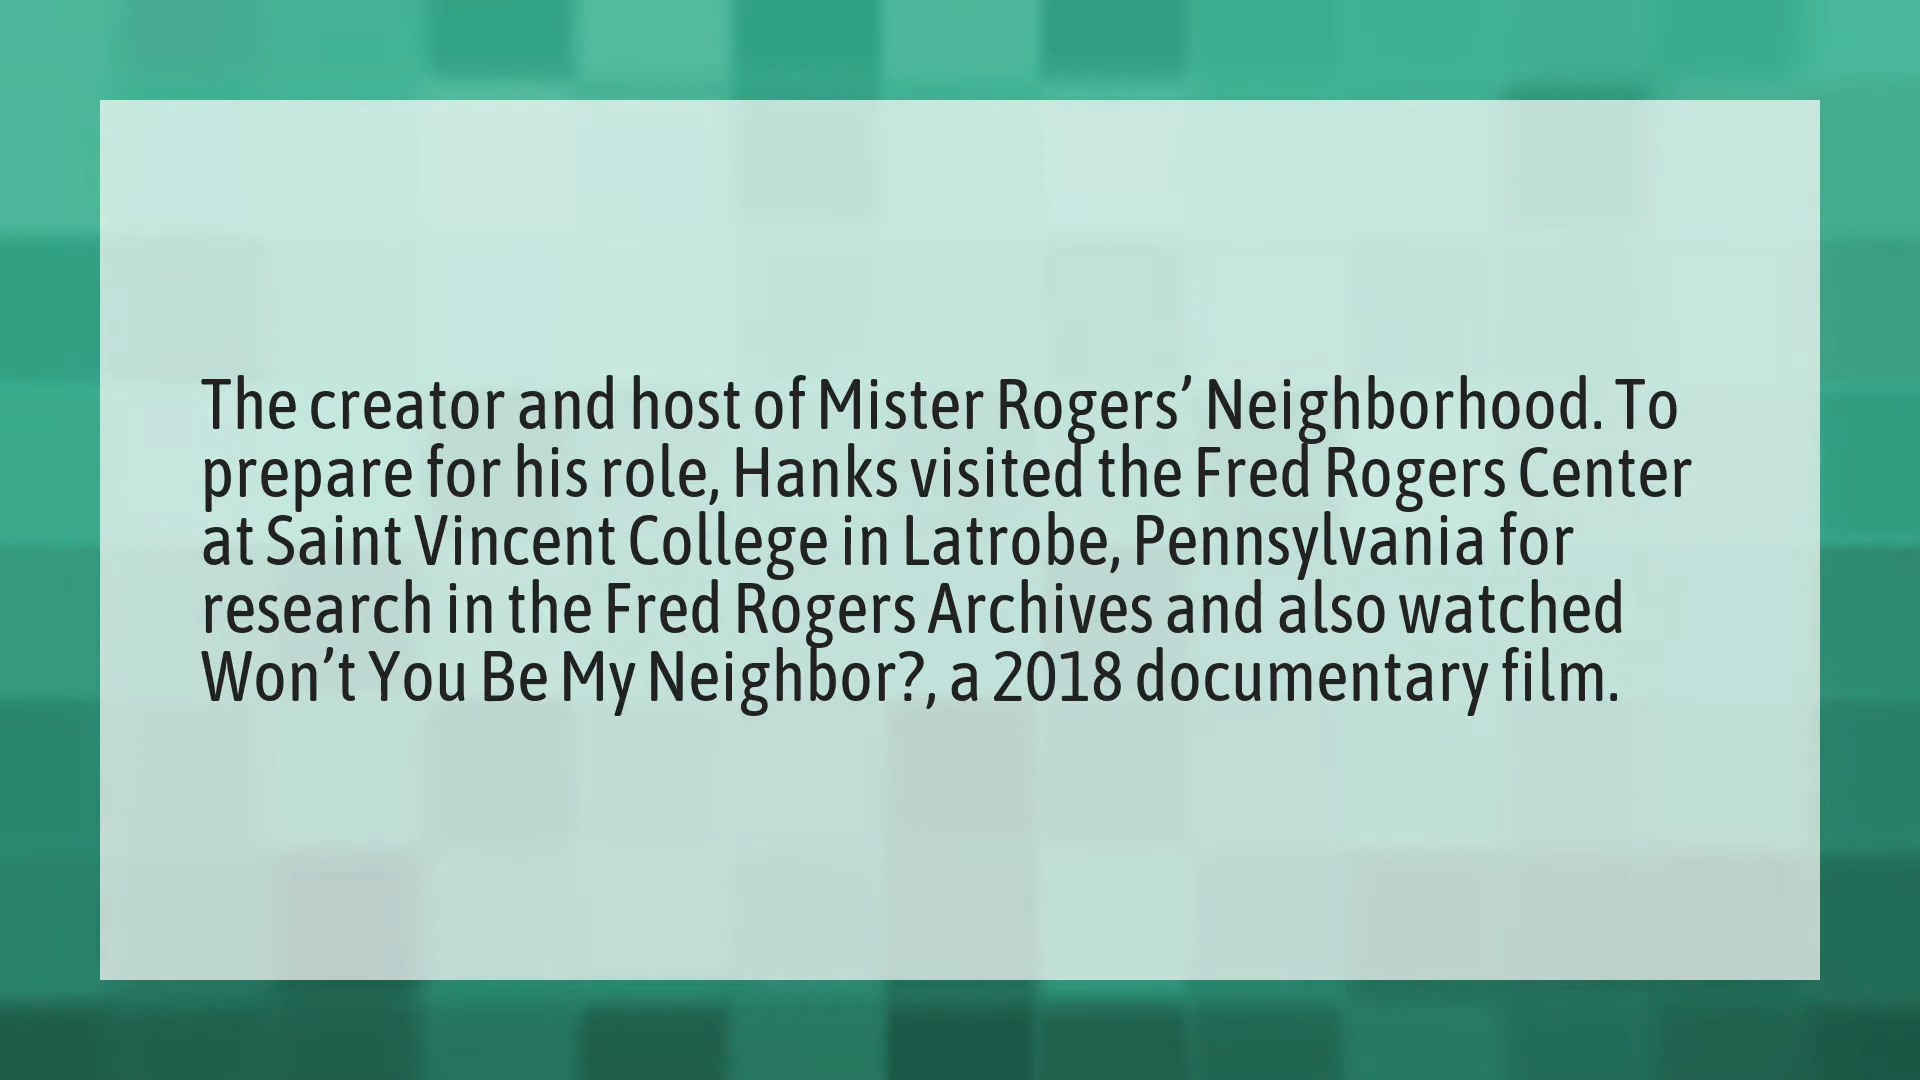 The creator and host of Mister Rogers’ Neighborhood. To
prepare for his role, Hanks visited the Fred Rogers Center
at Saint Vincent College in Latrobe, Pennsylvania for
research in the Fred Rogers Archives and also watched
Won’t You Be My Neighbor?, a 2018 documentary film.